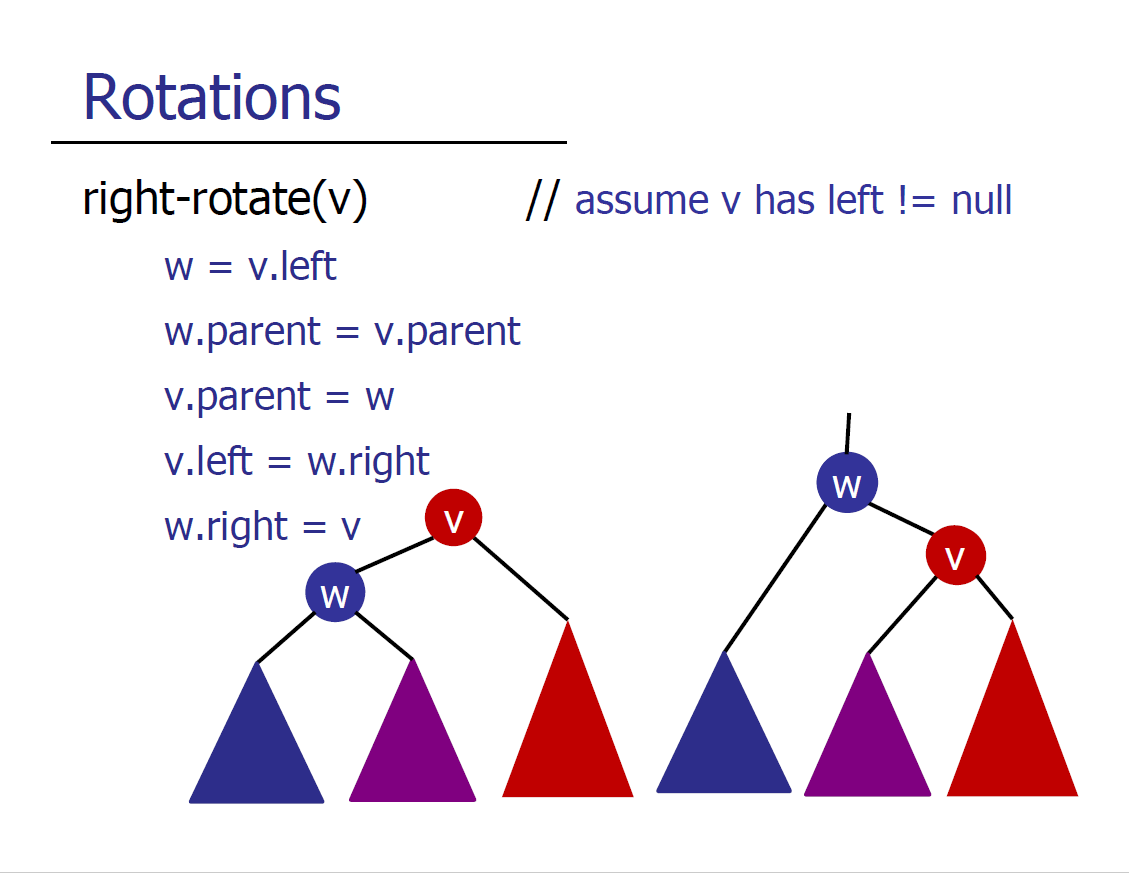 Rotations
right-rotate(v) // assume v has left != null
w = v.left
w.parent = v.parent
v.parent = w
v.left = w.right
w.right = v
v
w
w
v